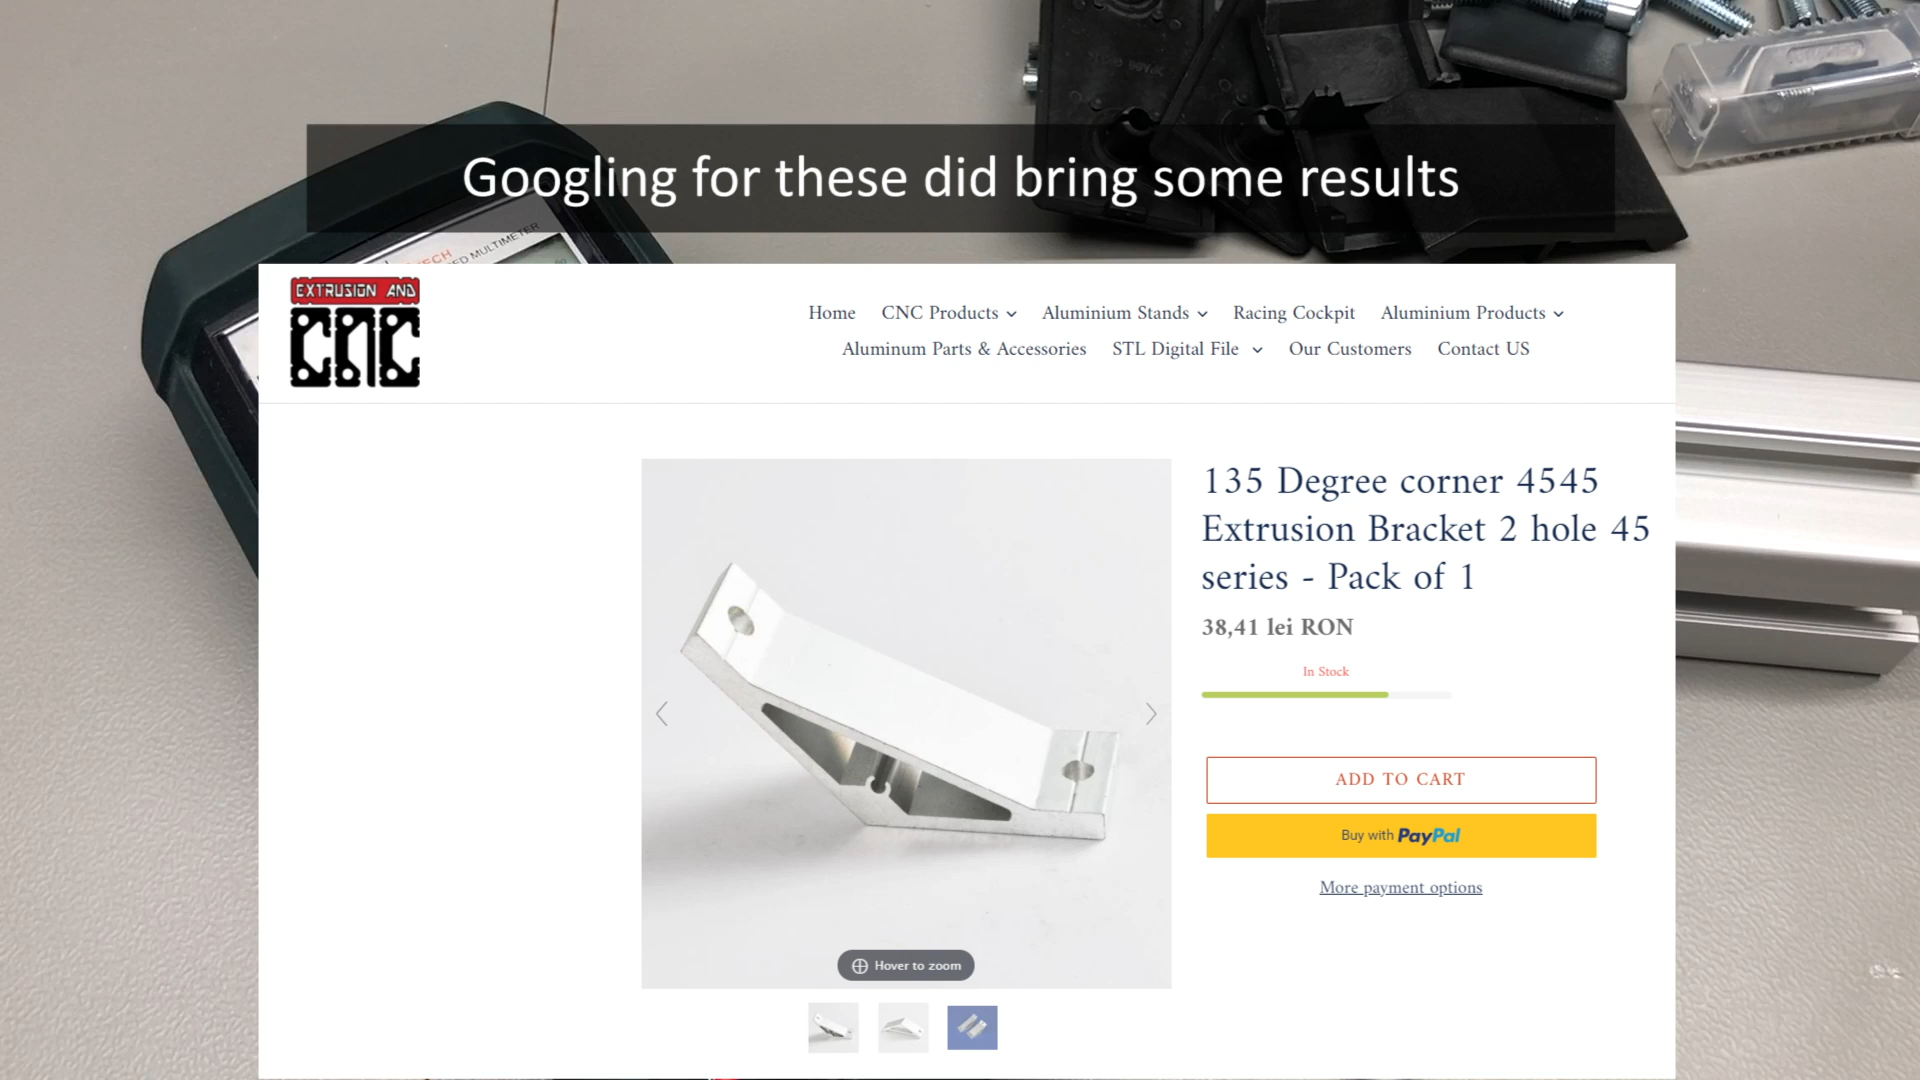 Googling for these did bring some results
ED MULTIMETER
EXTRUSION AND
CNC
Home CNC Products Aluminium Stands Racing Cockpit Aluminium Products
Aluminum Parts & Accessories STL Digital File Our Customers Contact US
135 Degree corner 4545
Extrusion Bracket 2 hole 45
series - Pack of 1
38,41 lei RON
In Stock
ADD TO CART
Buy with PayPal
More payment options
Hover to zoom